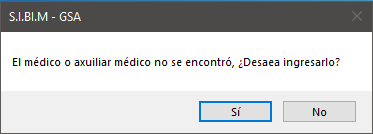 S.I.BI.M - GSA
El médico o axuiliar médico no se encontró, ¿Desaea ingresarlo?
Sí
No